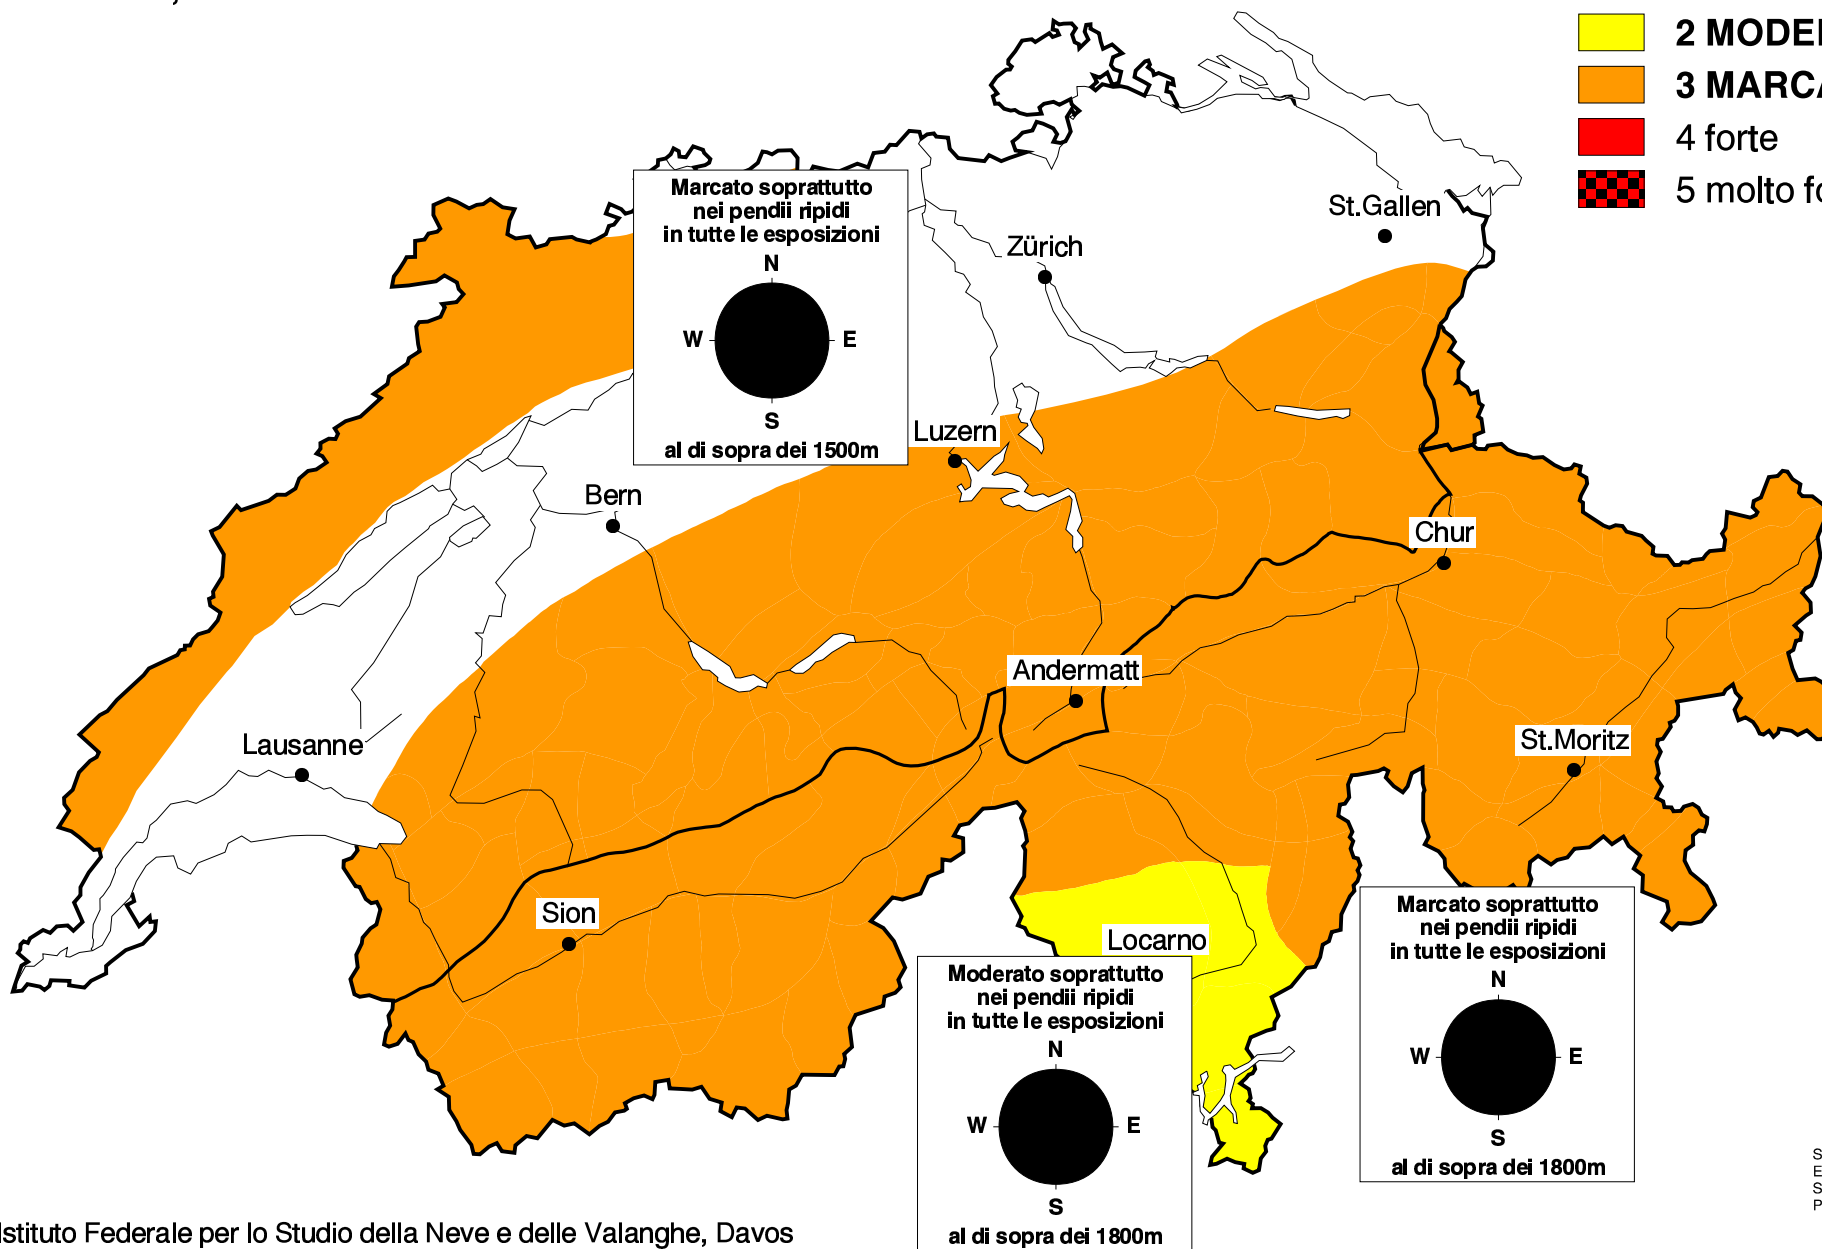 2 MODE
3 MARCA
4 forte
5 molto fo
Marcato soprattutto
nei pendii ripidi
in tutte le esposizioni
N
W E
S
al di sopra dei 1500m
St.Gallen
Zürich
Luzern
Bern
Chur
Andermatt
Lausanne
St.Moritz
Sion
Locarno
Marcato soprattutto
nei pendii ripidi
in tutte le esposizioni
N
W E
S
al di sopra dei 1800m
Moderato soprattutto
nei pendii ripidi
in tutte le esposizioni
N
W E
S
al di sopra dei 1800m
S
E
S
P
Istituto Federale per lo Studio della Neve e delle Valanghe, Davos